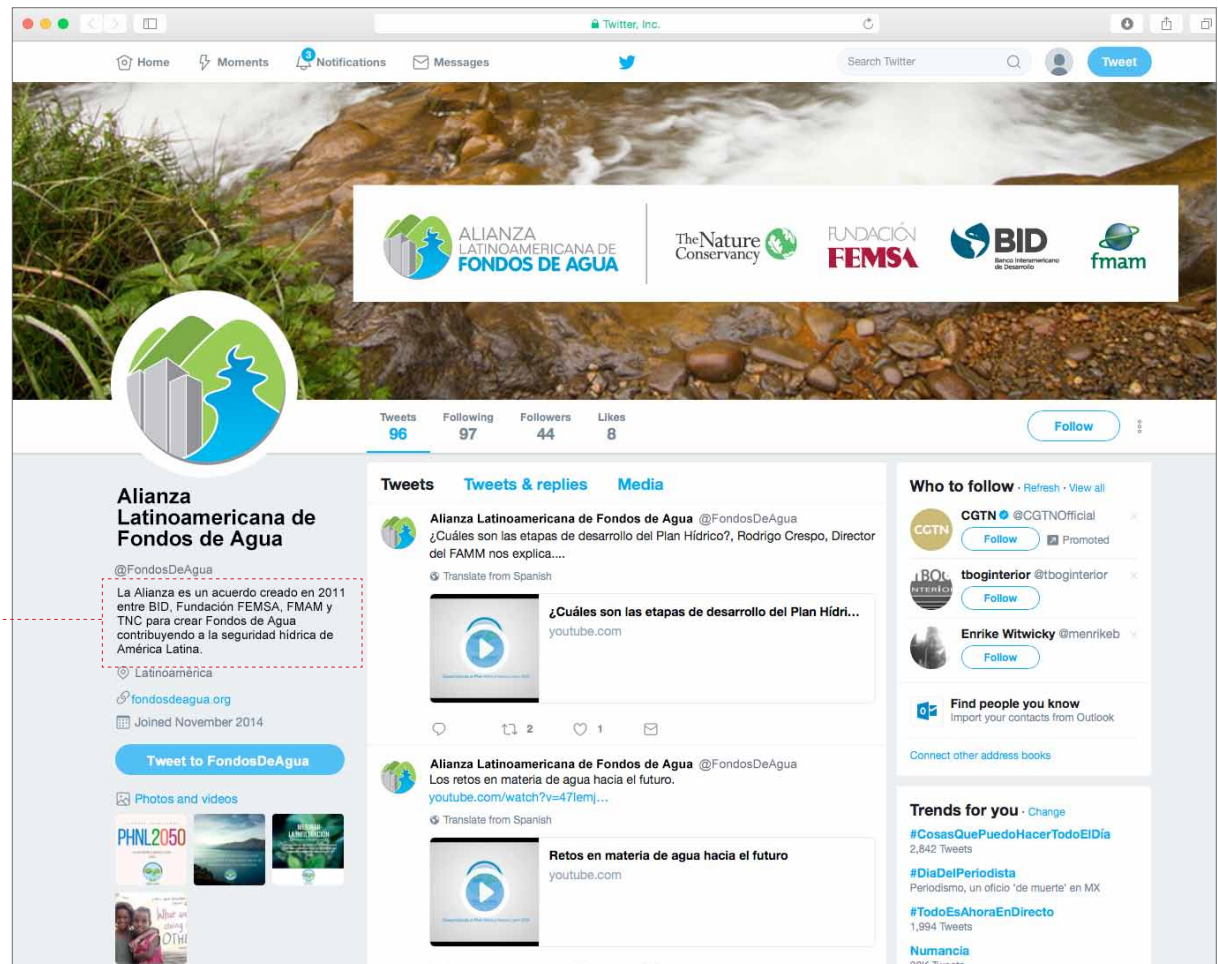 Twitter, Inc.
Home
Moments
3
Notifications
Messages
Search Twitter
Tweet
ALIANZA
LATINOAMERICANA DE
FONDOS DE AGUA
The Nature
Conservancy
FUNDACIÓN
FEMSA
BID
Banco Interamericano
de Desarrollo
fmam
Tweets
96
Following
97
Followers
44
Likes
8
Follow
Alianza
Latinoamericana de
Fondos de Agua
@FondosDeAgua
La Alianza es un acuerdo creado en 2011
entre BID, Fundación FEMSA, FMAM y
TNC para crear Fondos de Agua
contribuyendo a la seguridad hídrica de
América Latina.
Latinoamérica
fondosdeagua.org
Joined November 2014
Tweet to FondosDeAgua
Photos and videos
PHNL2050
MEJORAR
LA INFILTRACIÓN
What are
doing
OTHE
Tweets
Tweets & replies
Media
Alianza Latinoamericana de Fondos de Agua @FondosDeAgua
¿Cuáles son las etapas de desarrollo del Plan Hídrico?, Rodrigo Crespo, Director
del FAMM nos explica....
Translate from Spanish
¿Cuáles son las etapas de desarrollo del Plan Hídri...
youtube.com
2
1
Alianza Latinoamericana de Fondos de Agua @FondosDeAgua
Los retos en materia de agua hacia el futuro.
youtube.com/watch?v=47lemj...
Translate from Spanish
Retos en materia de agua hacia el futuro
youtube.com
Who to follow · Refresh · View all
CGTN
CGTN @CGTNOfficial
Follow
Promoted
tboginterior @tboginterior
Follow
Enrike Witwicky @menrikeb
Follow
Find people you know
Import your contacts from Outlook
Connect other address books
Trends for you · Change
#CosasQuePuedoHacerTodoElDía
2,842 Tweets
#DiaDelPeriodista
Periodismo, un oficio 'de muerte' en MX
#TodoEsAhoraEnDirecto
1,994 Tweets
Numancia